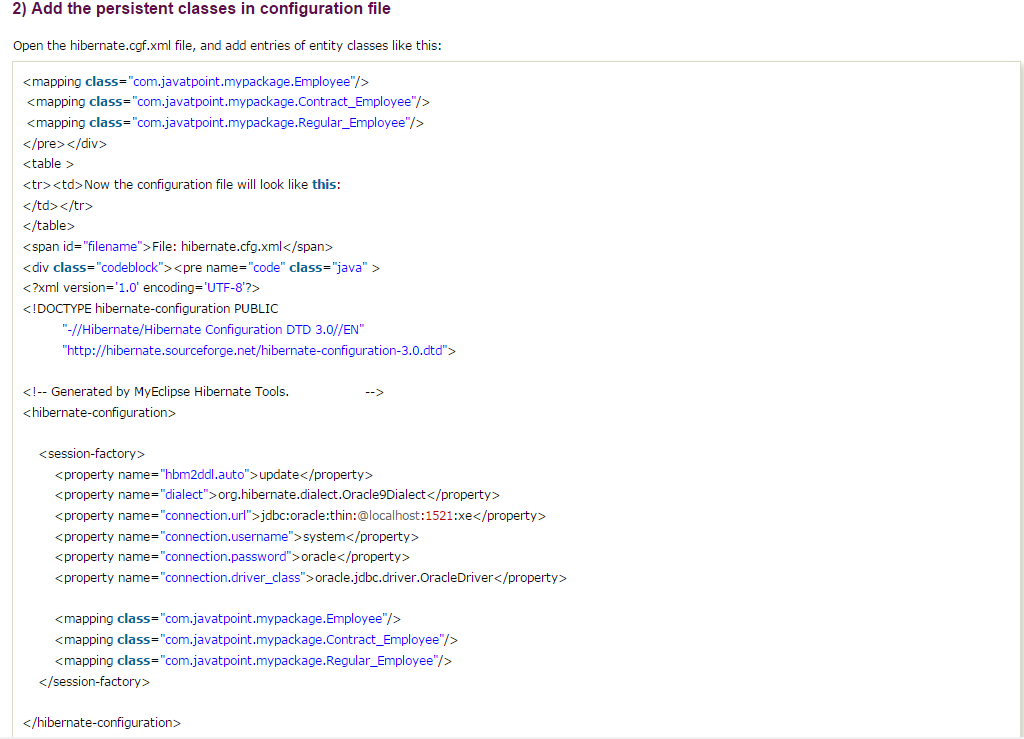 2) Add the persistent classes in configuration file
Open the hibernate.cgf.xml file, and add entries of entity classes like this:
<mapping class="com.javatpoint.mypackage.Employee"/>
<mapping class="com.javatpoint.mypackage.Contract_Employee"/>
<mapping class="com.javatpoint.mypackage.Regular_Employee"/>
</pre></div>
<table >
<tr><td>Now the configuration file will look like this:
</td></tr>
</table>
<span id="filename">File: hibernate.cfg.xml</span>
<div class="codeblock"><pre name="code" class="java" >
<?xml version='1.0' encoding='UTF-8'?>
<!DOCTYPE hibernate-configuration PUBLIC
"-//Hibernate/Hibernate Configuration DTD 3.0//EN"
"http://hibernate.sourceforge.net/hibernate-configuration-3.0.dtd">
<!-- Generated by MyEclipse Hibernate Tools.                   -->
<hibernate-configuration>
<session-factory>
<property name="hbm2ddl.auto">update</property>
<property name="dialect">org.hibernate.dialect.Oracle9Dialect</property>
<property name="connection.url">jdbc:oracle:thin:@localhost:1521:xe</property>
<property name="connection.username">system</property>
<property name="connection.password">oracle</property>
<property name="connection.driver_class">oracle.jdbc.driver.OracleDriver</property>
<mapping class="com.javatpoint.mypackage.Employee"/>
<mapping class="com.javatpoint.mypackage.Contract_Employee"/>
<mapping class="com.javatpoint.mypackage.Regular_Employee"/>
</session-factory>
</hibernate-configuration>